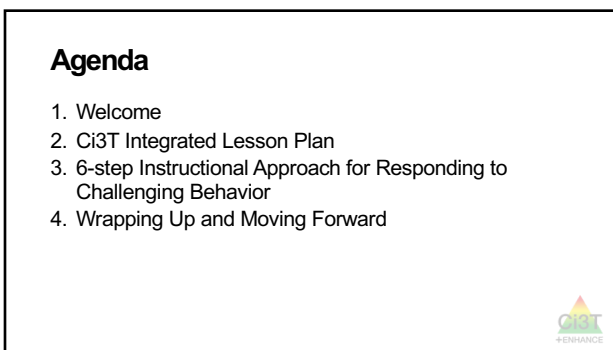 Agenda
1. Welcome
2. Ci3T Integrated Lesson Plan
3. 6-step Instructional Approach for Responding to
Challenging Behavior
4. Wrapping Up and Moving Forward
Ci3T
+ENHANCE